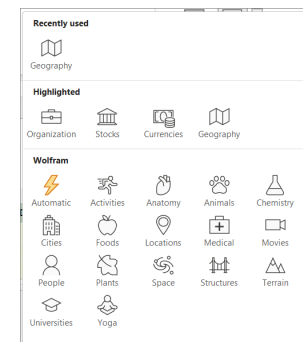 Recently used
Geography
Highlighted
Organization Stocks Currencies Geography
Wolfram
Automatic Activities Anatomy Animals Chemistry
Cities Foods Locations Medical Movies
People Plants Space Structures Terrain
Universities Yoga